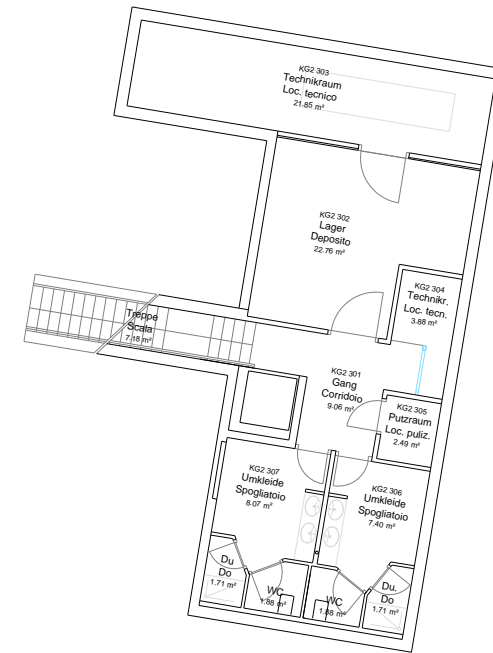 KG2 303
Technikraum
Loc. tecnico
21.85 m²
KG2 302
Lager
Deposito
22.76 m²
KG2 304
Technikr.
Loc. tecn.
3.88 m²
Treppe
Scala
7.18 m²
KG2 301
Gang
Corridoio
9.06 m²
KG2 305
Putzraum
Loc. puliz.
2.49 m²
KG2 307
Umkleide
Spogliatoio
8.07 m²
KG2 306
Umkleide
Spogliatoio
7.40 m²
Du
Do
1.71 m²
WC
1.88 m²
WC
1.88 m²
Du.
Do
1.71 m²